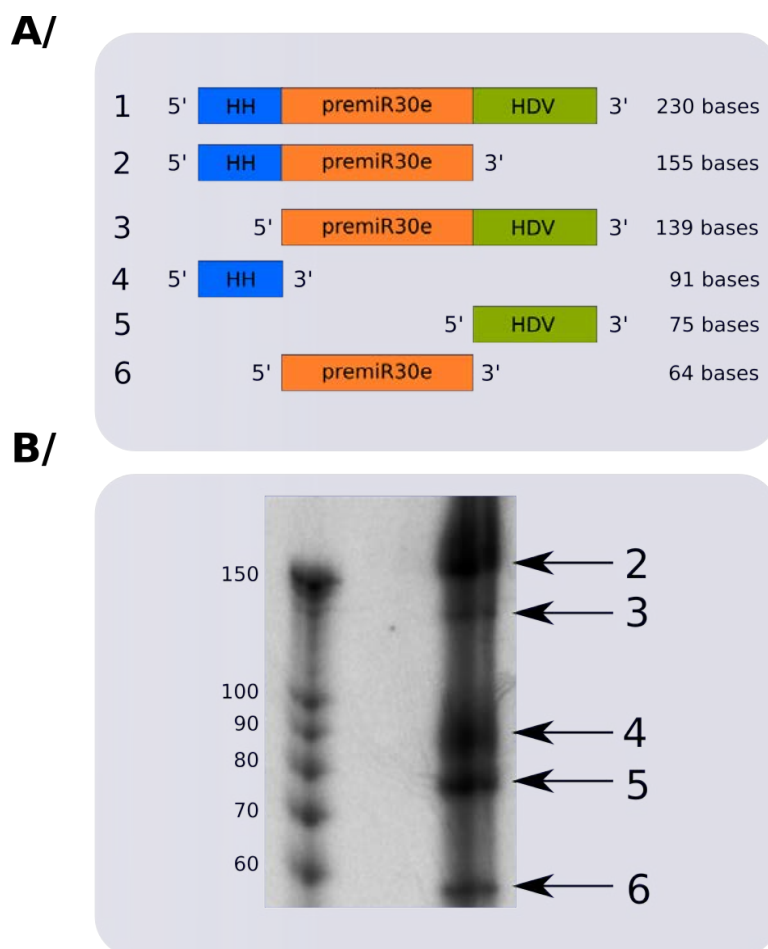 A/
1 5' HH premiR30e HDV 3' 230 bases
2 5' HH premiR30e 3' 155 bases
3 5' premiR30e HDV 3' 139 bases
4 5' HH 3' 91 bases
5 5' HDV 3' 75 bases
6 5' premiR30e 3' 64 bases
B/
150
2
3
100
90
4
80
5
70
60
6